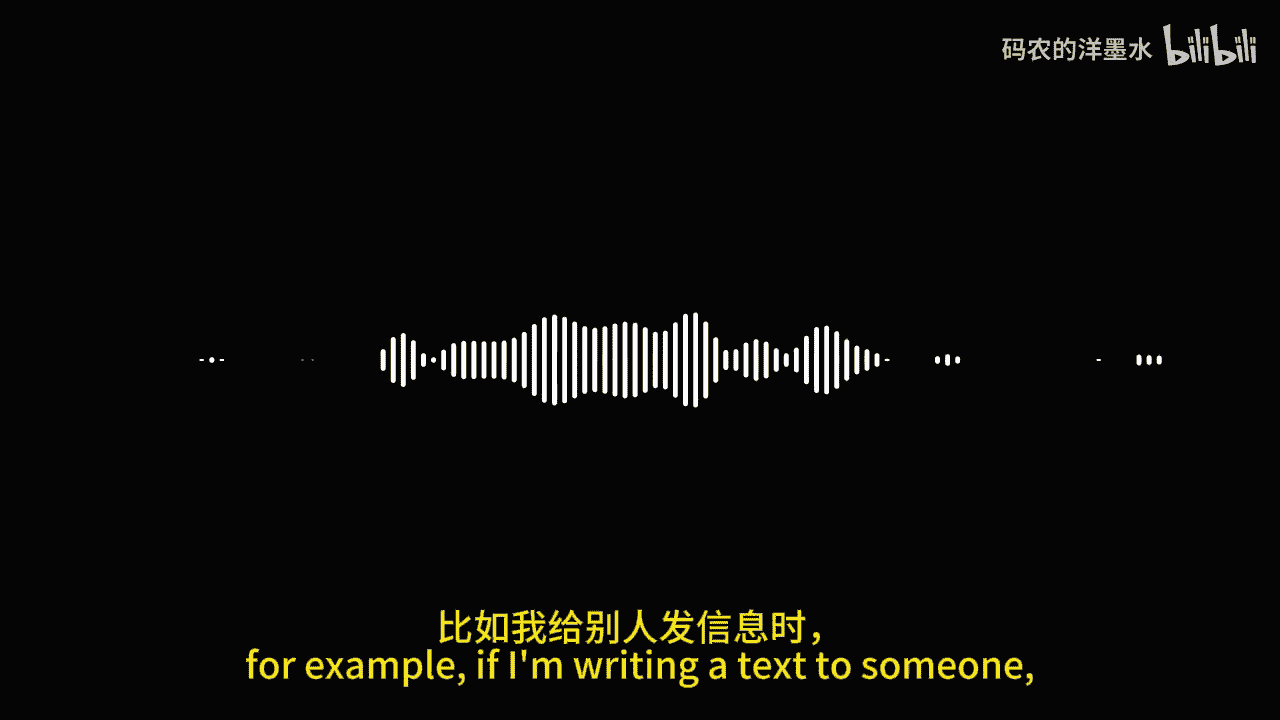 码农的洋墨水 bilibili
比如我给别人发信息时，
for example, if I'm writing a text to someone,